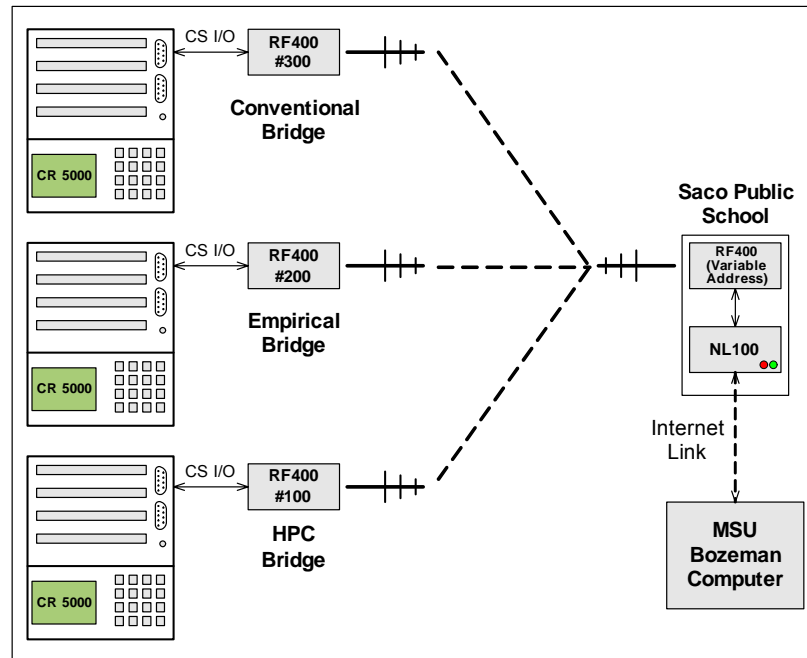 CS I/O
RF400
#300
Conventional
Bridge
CR 5000
CS I/O
RF400
#200
Empirical
Bridge
CR 5000
CS I/O
RF400
#100
HPC
Bridge
CR 5000
Saco Public
School
RF400
(Variable
Address)
NL100
Internet
Link
MSU
Bozeman
Computer